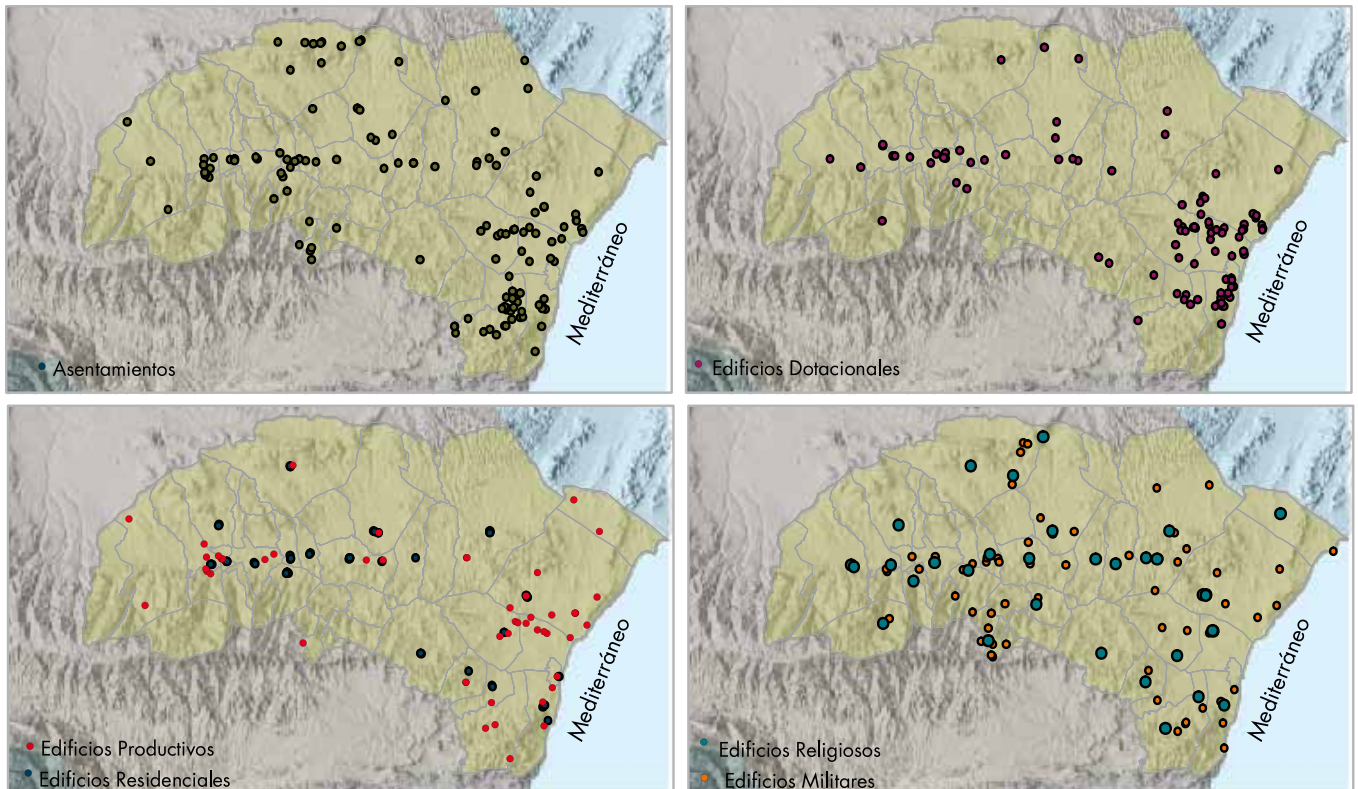 Mediterráneo
Asentamientos
Mediterráneo
Edificios Dotacionales
Mediterráneo
Edificios Productivos
Edificios Residenciales
Mediterráneo
Edificios Religiosos
Edificios Militares